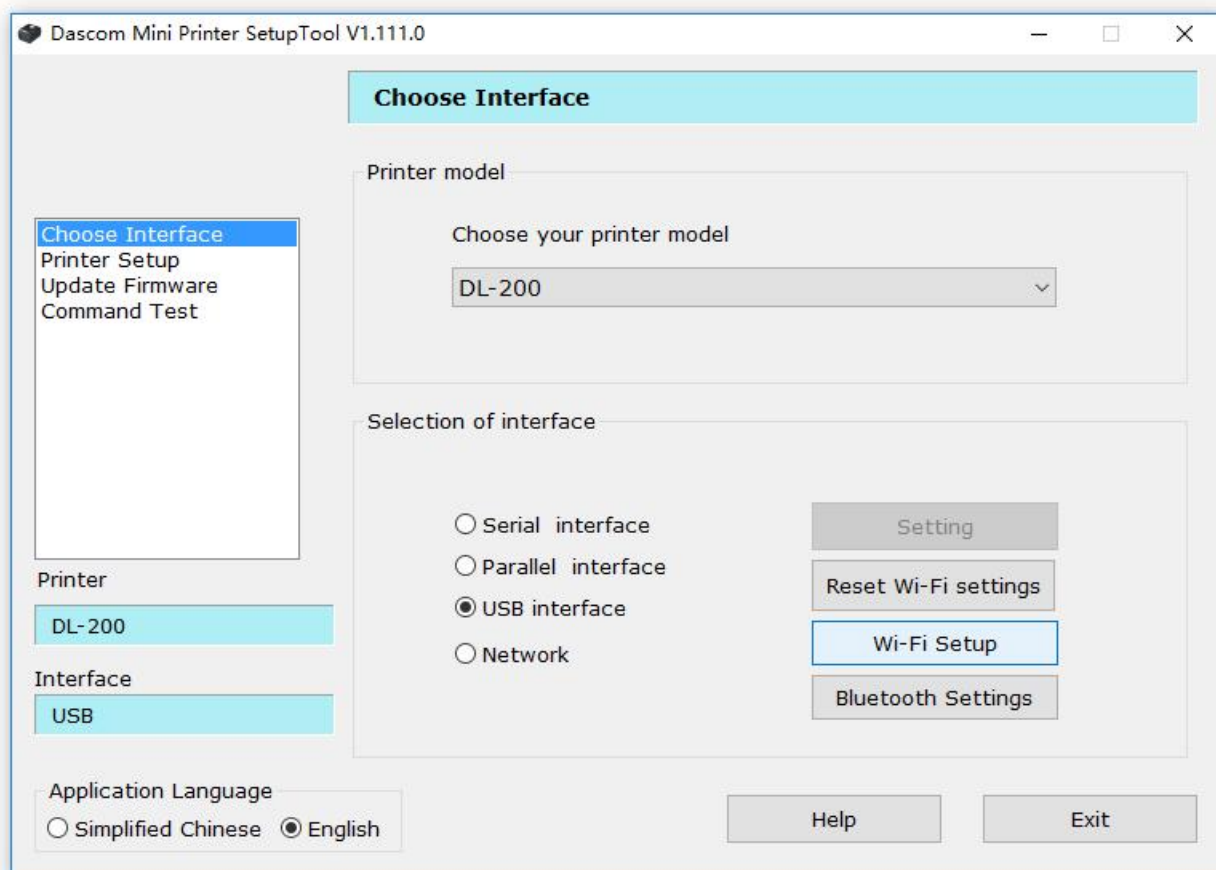 Dascom Mini Printer SetupTool V1.111.0
Choose Interface
Choose Interface
Printer Setup
Update Firmware
Command Test
Printer
DL-200
Interface
USB
Printer model
Choose your printer model
DL-200
Selection of interface
Serial interface
Parallel interface
USB interface
Network
Setting
Reset Wi-Fi settings
Wi-Fi Setup
Bluetooth Settings
Application Language
Simplified Chinese English
Help Exit